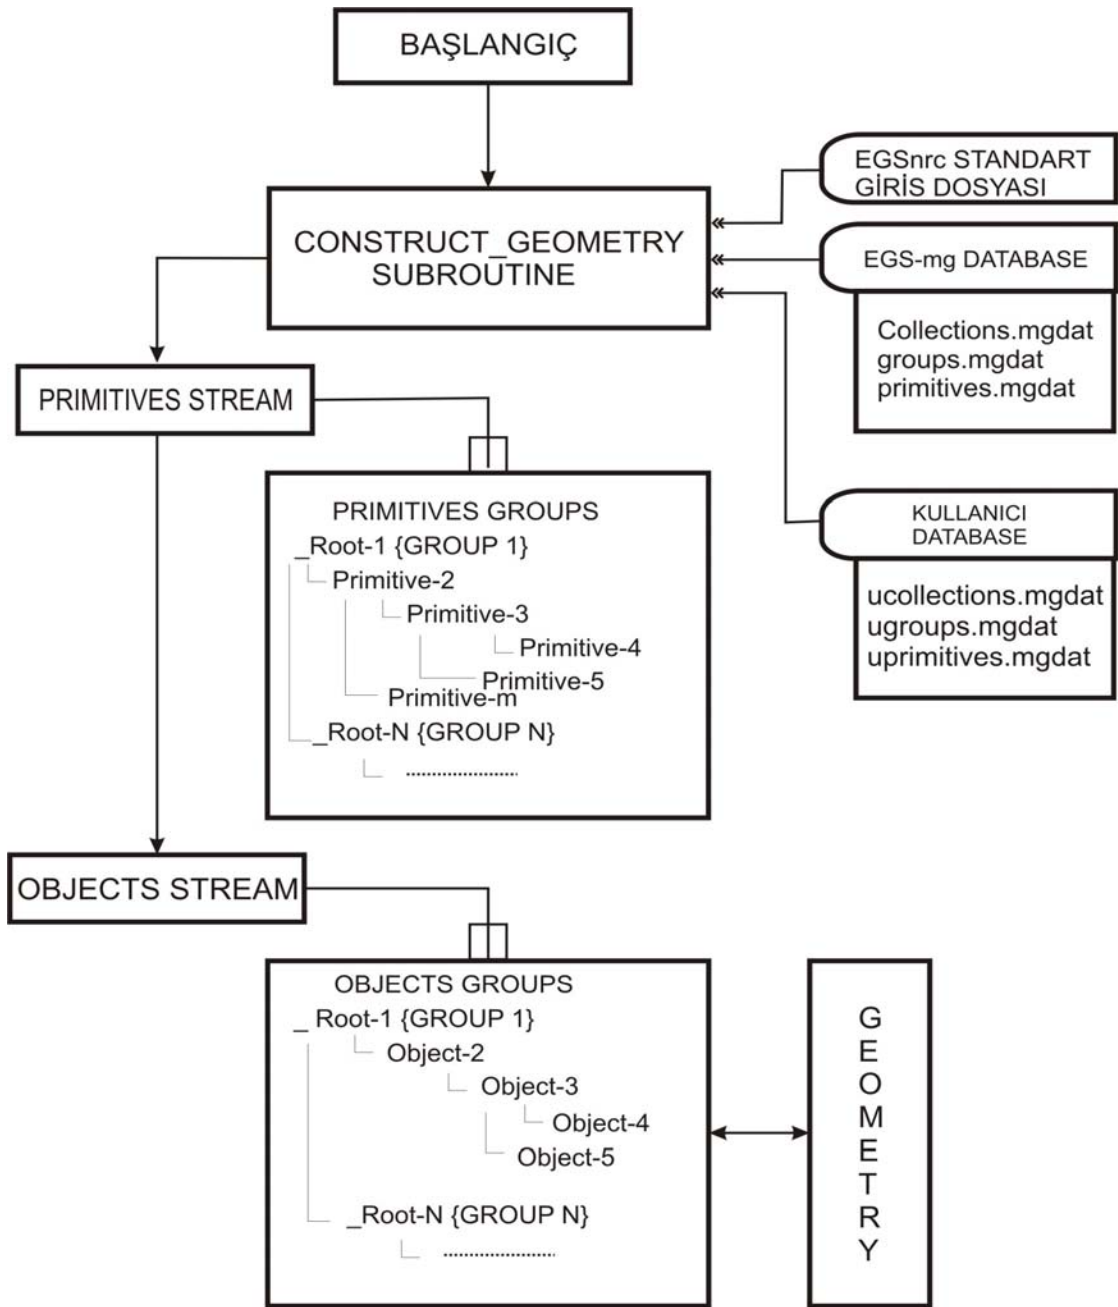 BAŞLANGIÇ
EGSnrc STANDART
GİRİS DOSYASI
CONSTRUCT_GEOMETRY
SUBROUTINE
EGS-mg DATABASE
Collections.mgdat
groups.mgdat
primitives.mgdat
PRIMITIVES STREAM
KULLANICI
DATABASE
ucollections.mgdat
ugroups.mgdat
uprimitives.mgdat
PRIMITIVES GROUPS
_Root-1 {GROUP 1}
Primitive-2
Primitive-3
Primitive-4
Primitive-5
Primitive-m
_Root-N {GROUP N}
....................
OBJECTS STREAM
OBJECTS GROUPS
_ Root-1 {GROUP 1}
Object-2
Object-3
Object-4
Object-5
_Root-N {GROUP N}
....................
GEOMETRY